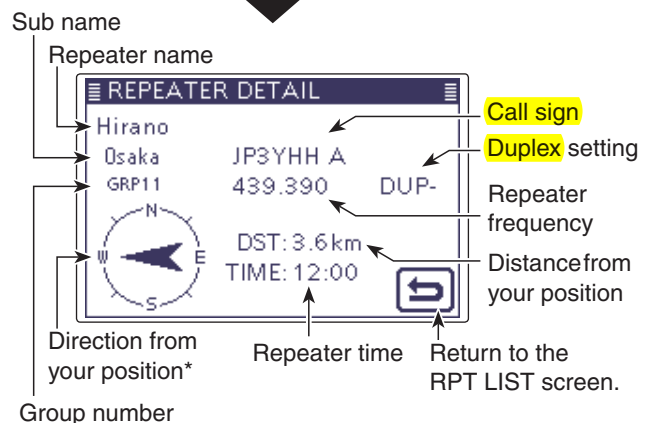 Sub name
Repeater name
REPEATER DETAIL
Hirano
Osaka JP3YHH A
GRP11 439.390 DUP-
N
W E
S
DST: 3.6km
TIME: 12:00
Call sign
Duplex setting
Repeater
frequency
Distance from
your position
Direction from
your position*
Repeater time
Return to the
RPT LIST screen.
Group number